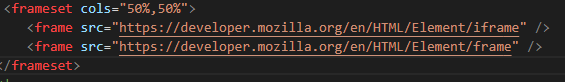 <frameset cols="50%,50%">
<frame src="https://developer.mozilla.org/en/HTML/Element/iframe" />
<frame src="https://developer.mozilla.org/en/HTML/Element/frame" />
</frameset>